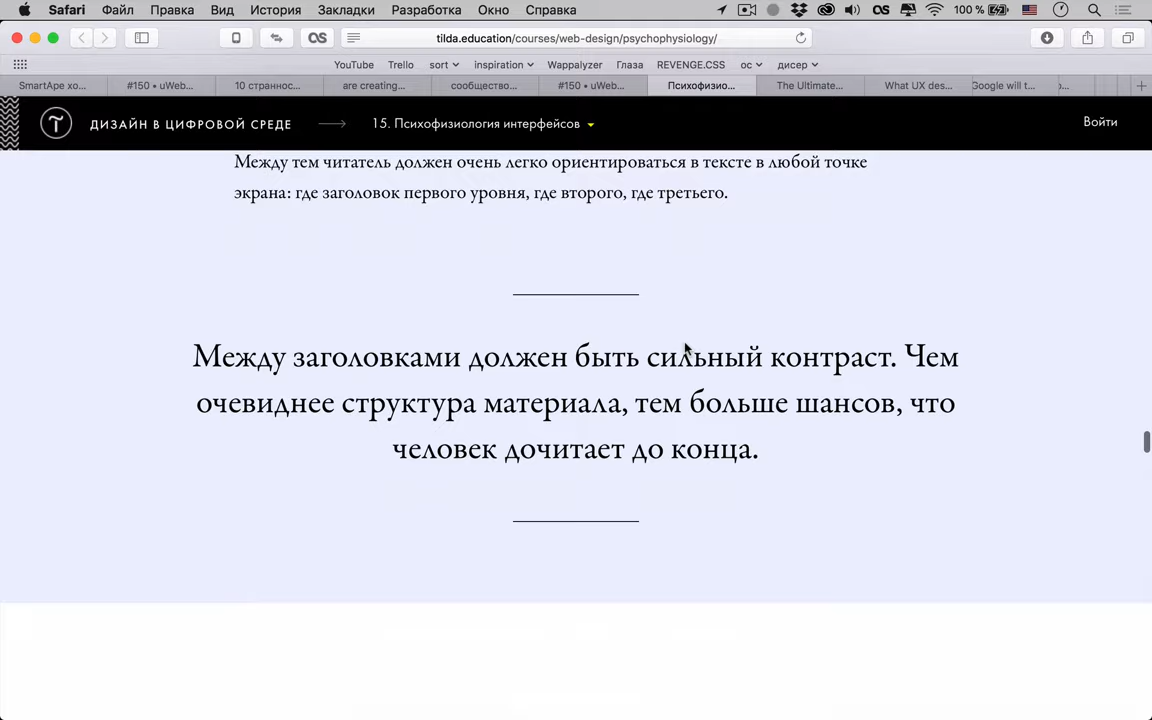 Safari Файл Правка Вид История Закладки Разработка Окно Справка 100 %
tilda.education/courses/web-design/psychophysiology/
YouTube Trello sort inspiration Wappalyzer Глаза REVENGE.CSS ос дисер
SmartApe хо... #150 • uWeb... 10 страннос... are creating... сообщество... #150 • uWeb... Психофизио... The Ultimate... What UX des... Google will t...
ДИЗАЙН В ЦИФРОВОЙ СРЕДЕ 15. Психофизиология интерфейсов Войти
Между тем читатель должен очень легко ориентироваться в тексте в любой точке
экрана: где заголовок первого уровня, где второго, где третьего.
Между заголовками должен быть сильный контраст. Чем
очевиднее структура материала, тем больше шансов, что
человек дочитает до конца.